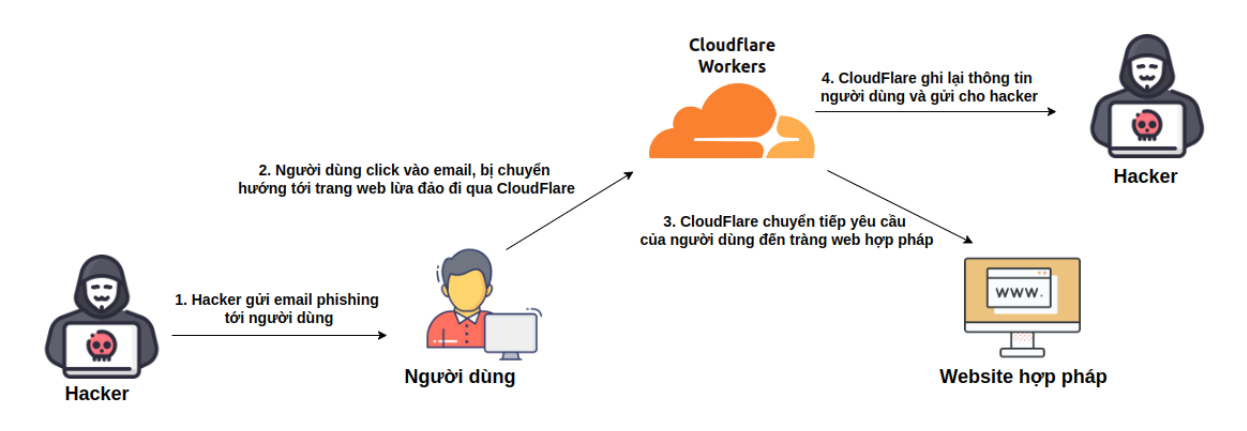 Cloudflare
Workers
4. CloudFlare ghi lại thông tin
người dùng và gửi cho hacker
Hacker
2. Người dùng click vào email, bị chuyển
hướng tới trang web lừa đảo đi qua CloudFlare
3. CloudFlare chuyển tiếp yêu cầu
của người dùng đến tràng web hợp pháp
1. Hacker gửi email phishing
tới người dùng
www.
Hacker
Người dùng
Website hợp pháp